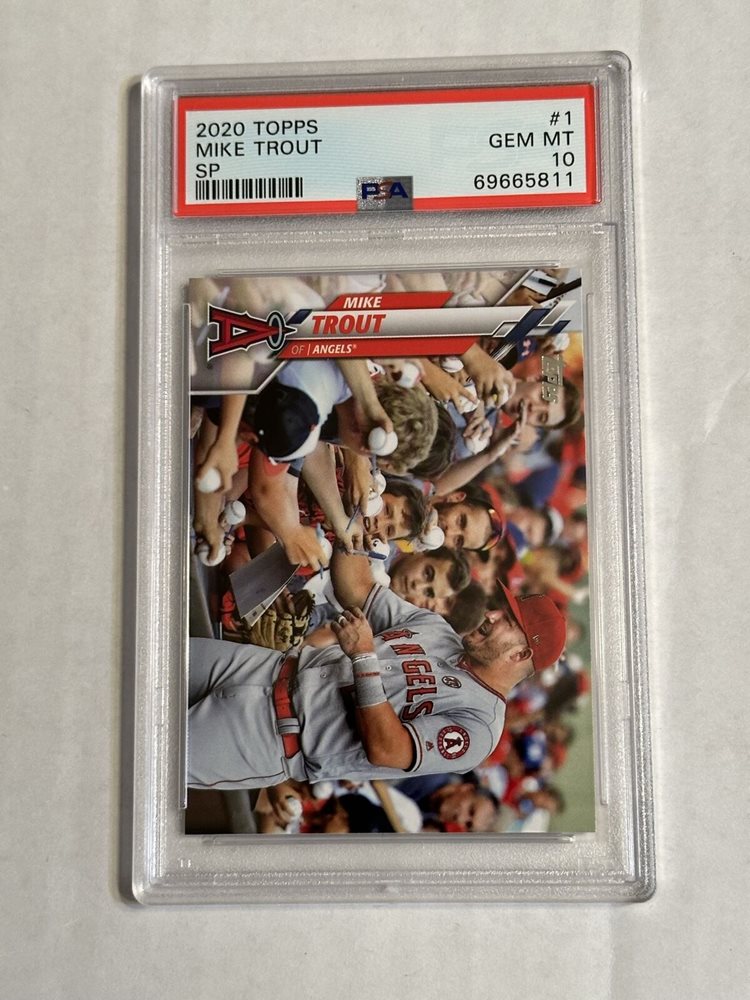 2020 TOPPS #1
MIKE TROUT GEM MT
SP 10
69665811
PSA
MIKE
TROUT
OF | ANGELS®
TOPPS
A
ANGELS
A